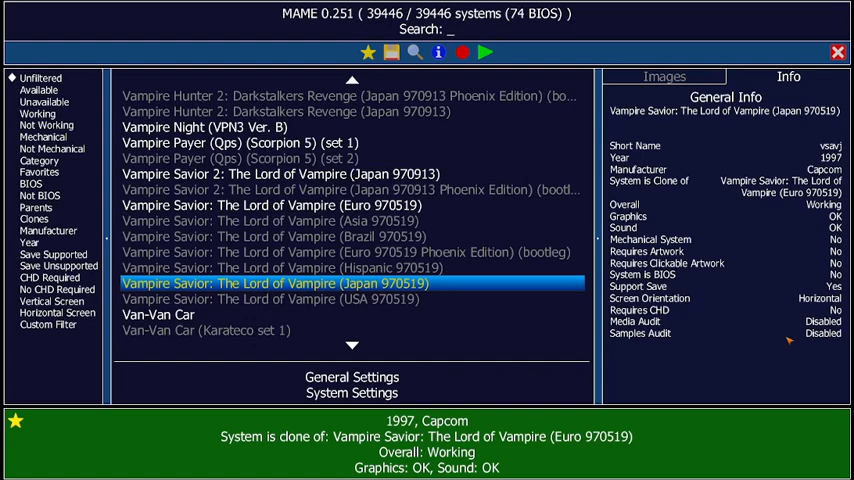 MAME 0.251 ( 39446 / 39446 systems (74 BIOS) )
Search: _
Unfiltered
Available
Unavailable
Working
Not Working
Mechanical
Not Mechanical
Category
Favorites
BIOS
Not BIOS
Parents
Clones
Manufacturer
Year
Save Supported
Save Unsupported
CHD Required
No CHD Required
Vertical Screen
Horizontal Screen
Custom Filter
Vampire Hunter 2: Darkstalkers Revenge (Japan 970913 Phoenix Edition) (bo...
Vampire Hunter 2: Darkstalkers Revenge (Japan 970913)
Vampire Night (VPN3 Ver. B)
Vampire Payer (Qps) (Scorpion 5) (set 1)
Vampire Payer (Qps) (Scorpion 5) (set 2)
Vampire Savior 2: The Lord of Vampire (Japan 970913)
Vampire Savior 2: The Lord of Vampire (Japan 970913 Phoenix Edition) (bootl...
Vampire Savior: The Lord of Vampire (Euro 970519)
Vampire Savior: The Lord of Vampire (Asia 970519)
Vampire Savior: The Lord of Vampire (Brazil 970519)
Vampire Savior: The Lord of Vampire (Euro 970519 Phoenix Edition) (bootleg)
Vampire Savior: The Lord of Vampire (Hispanic 970519)
Vampire Savior: The Lord of Vampire (Japan 970519)
Vampire Savior: The Lord of Vampire (USA 970519)
Van-Van Car
Van-Van Car (Karateco set 1)
General Settings
System Settings
Images Info
General Info
Vampire Savior: The Lord of Vampire (Japan 970519)
Short Name vsavj
Year 1997
Manufacturer Capcom
System is Clone of Vampire Savior: The Lord of
Vampire (Euro 970519)
Overall Working
Graphics OK
Sound OK
Mechanical System No
Requires Artwork No
Requires Clickable Artwork No
System is BIOS No
Support Save Yes
Screen Orientation Horizontal
Requires CHD No
Media Audit Disabled
Samples Audit Disabled
1997, Capcom
System is clone of: Vampire Savior: The Lord of Vampire (Euro 970519)
Overall: Working
Graphics: OK, Sound: OK